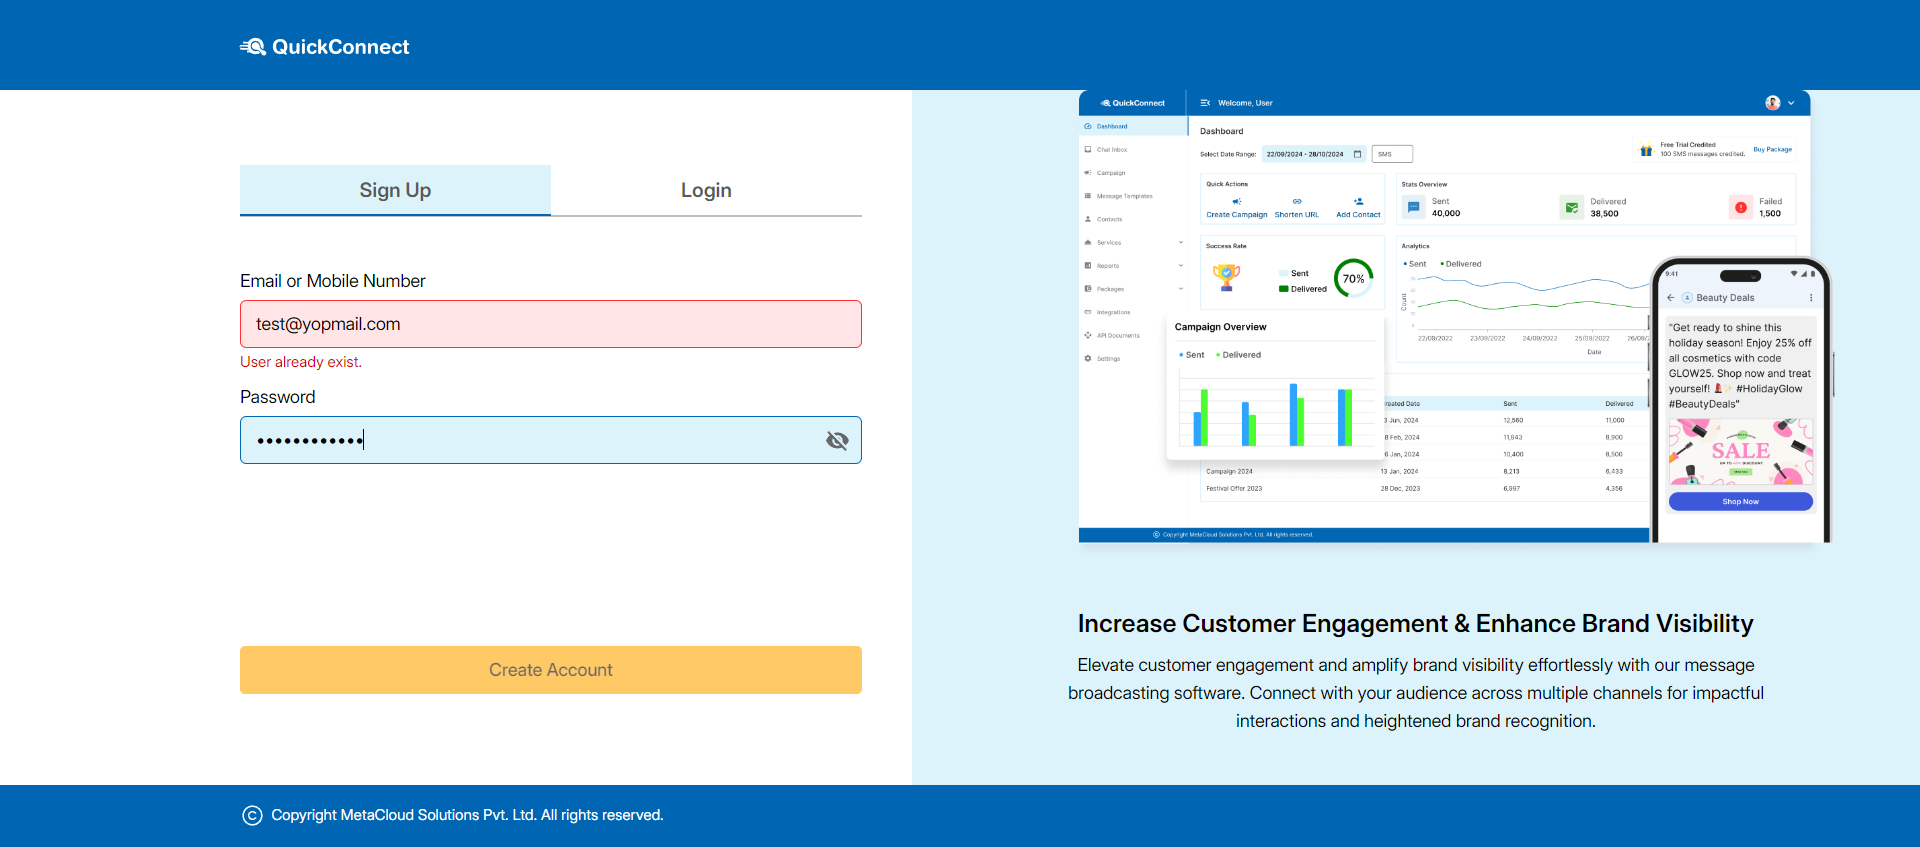 QuickConnect
Sign Up
Login
Email or Mobile Number
test@yopmail.com
User already exist.
Password
Create Account
QuickConnect
Welcome, User
Dashboard
Chat Inbox
Campaign
Message Templates
Contacts
Services
Reports
Packages
Integrations
API Documents
Settings
Dashboard
Select Date Range:
22/09/2024 - 28/10/2024
SMS
Free Trial Credited
100 SMS messages credited.
Buy Package
Quick Actions
Create Campaign
Shorten URL
Add Contact
Stats Overview
Sent
40,000
Delivered
38,500
Failed
1,500
Success Rate
Sent
Delivered
70%
Analytics
Sent
Delivered
Count
22/09/2022
23/09/2022
24/09/2022
25/09/2022
26/09/
Date
Campaign Overview
Sent
Delivered
reated Date
Sent
Delivered
3 Jun, 2024
12,560
11,000
8 Feb, 2024
11,843
8,900
6 Jan, 2024
10,400
8,500
Campaign 2024
13 Jan, 2024
8,213
6,433
Festival Offer 2023
28 Dec, 2023
6,997
4,356
© Copyright MetaCloud Solutions Pvt. Ltd. All rights reserved.
9:41
Beauty Deals
"Get ready to shine this
holiday season! Enjoy 25% off
all cosmetics with code
GLOW25. Shop now and treat
yourself! 💄✨ #HolidayGlow
#BeautyDeals"
SALE
Shop Now
Increase Customer Engagement & Enhance Brand Visibility
Elevate customer engagement and amplify brand visibility effortlessly with our message
broadcasting software. Connect with your audience across multiple channels for impactful
interactions and heightened brand recognition.
© Copyright MetaCloud Solutions Pvt. Ltd. All rights reserved.